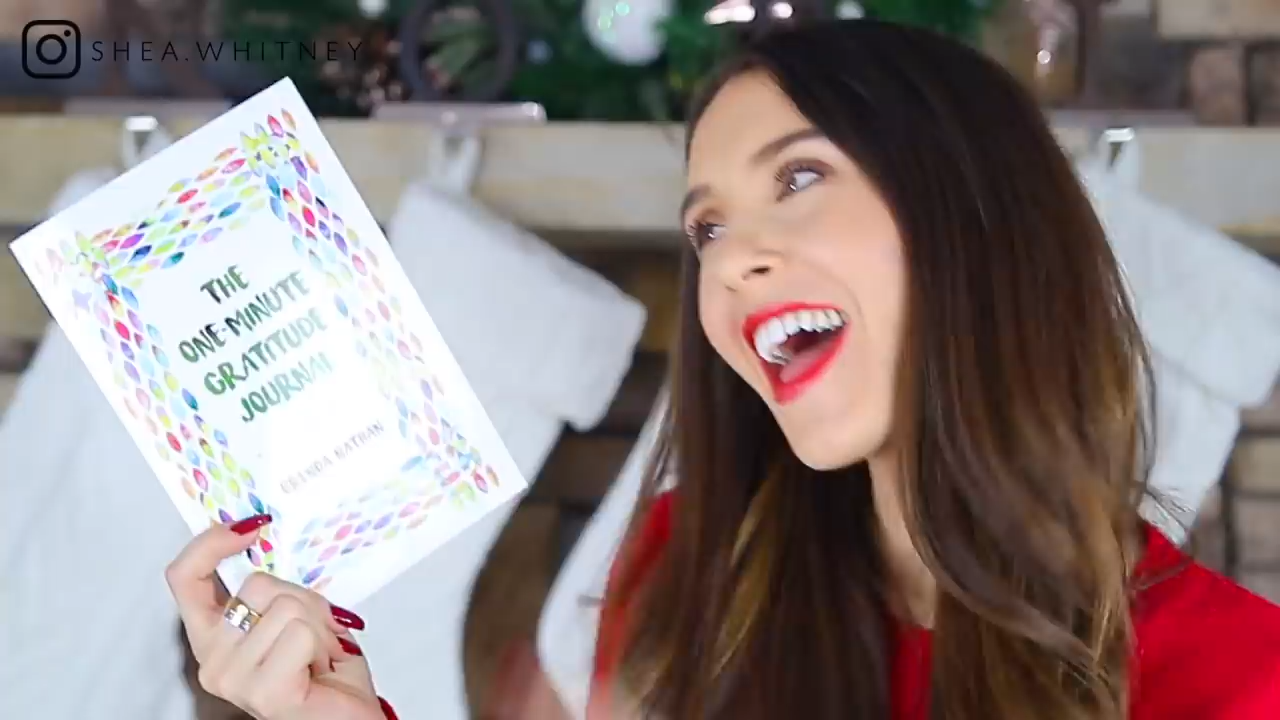 SHEA.WHITNEY
THE
ONE-MINUTE
GRATITUDE
JOURNAL
BRENDA NATHAN